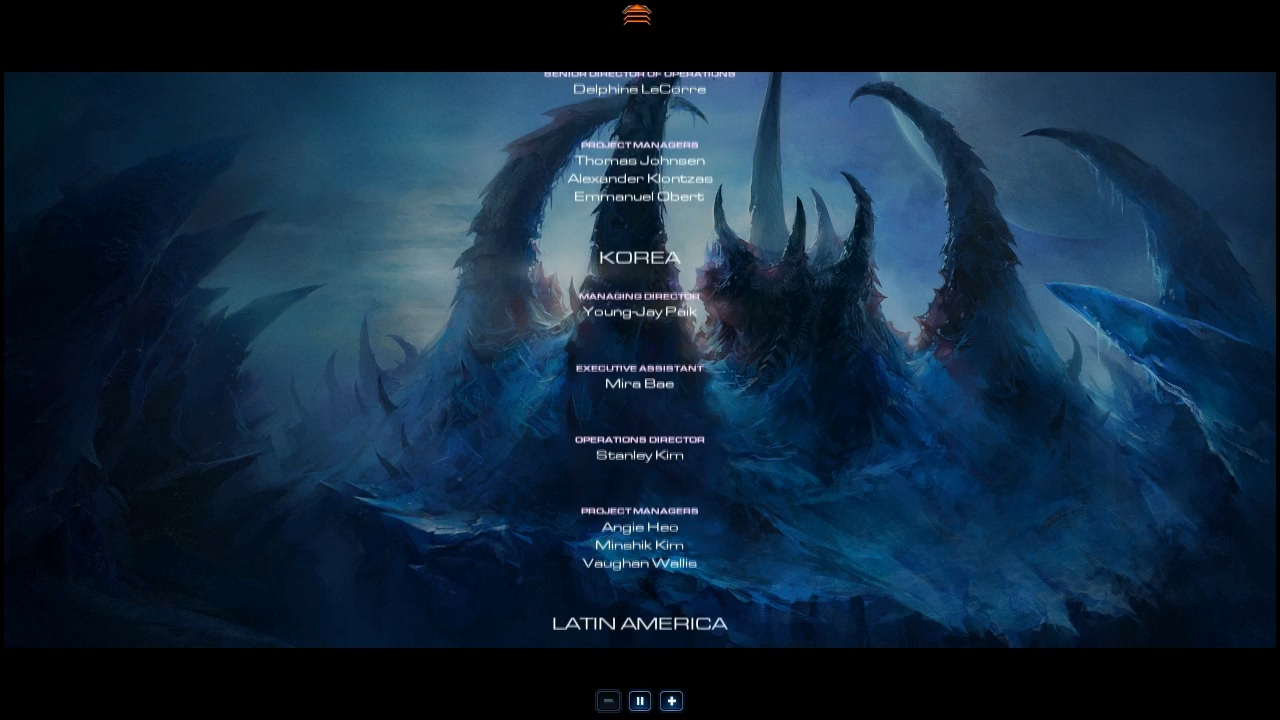 SENIOR DIRECTOR OF OPERATIONS
Delphine LeCorre
PROJECT MANAGERS
Thomas Johnsen
Alexander Klontzas
Emmanuel Obert
KOREA
MANAGING DIRECTOR
Young-Jay Paik
EXECUTIVE ASSISTANT
Mira Bae
OPERATIONS DIRECTOR
Stanley Kim
PROJECT MANAGERS
Angie Heo
Minshik Kim
Vaughan Wallis
LATIN AMERICA